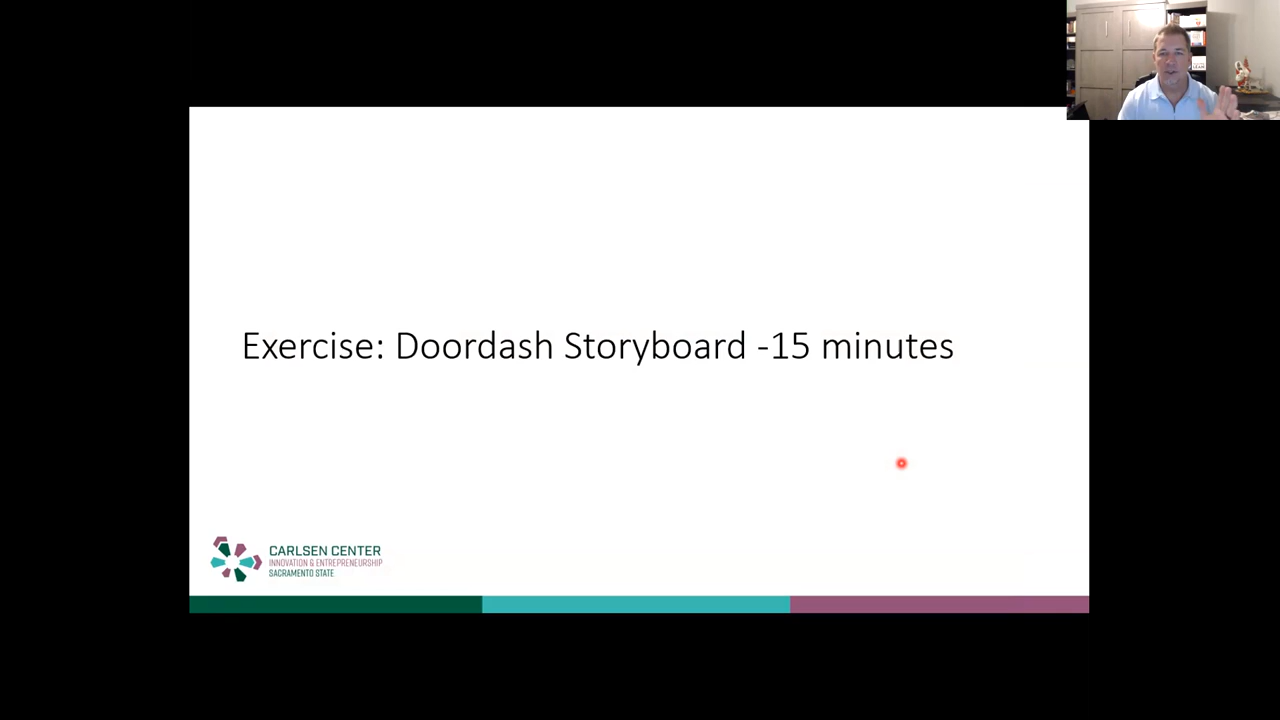 Exercise: Doordash Storyboard -15 minutes
CARLSEN CENTER
INNOVATION & ENTREPRENEURSHIP
SACRAMENTO STATE